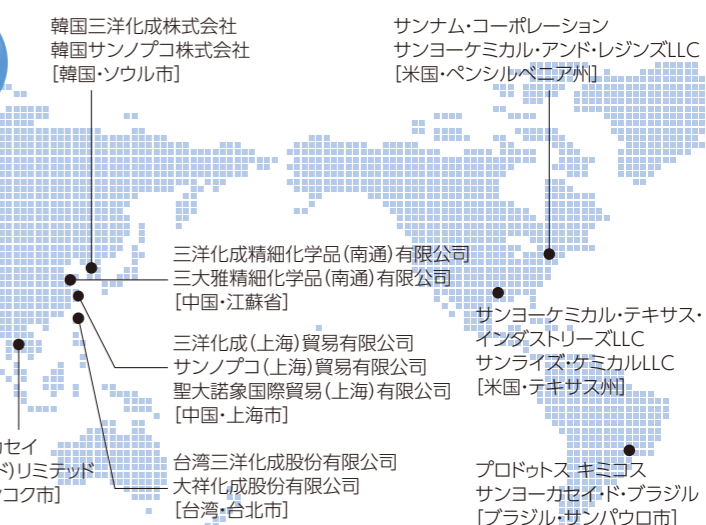 韓国三洋化成株式会社
韓国サンノプコ株式会社
[韓国・ソウル市]
サンナム・コーポレーション
サンヨーケミカル・アンド・レジンズLLC
[米国・ペンシルベニア州]
三洋化成精細化学品(南通)有限公司
三大雅精細化学品(南通)有限公司
[中国・江蘇省]
三洋化成(上海)貿易有限公司
サンノプコ(上海)貿易有限公司
聖大諾象国際貿易(上海)有限公司
[中国・上海市]
台湾三洋化成股份有限公司
大祥化成股份有限公司
[台湾・台北市]
サンヨーケミカル・テキサス・
インダストリーズLLC
サンライズ・ケミカルLLC
[米国・テキサス州]
プロドゥトス キミコス
サンヨーカセイ・ド・ブラジル
[ブラジル・サンパウロ市]
カセイ
ド)リミテッド
コク市]